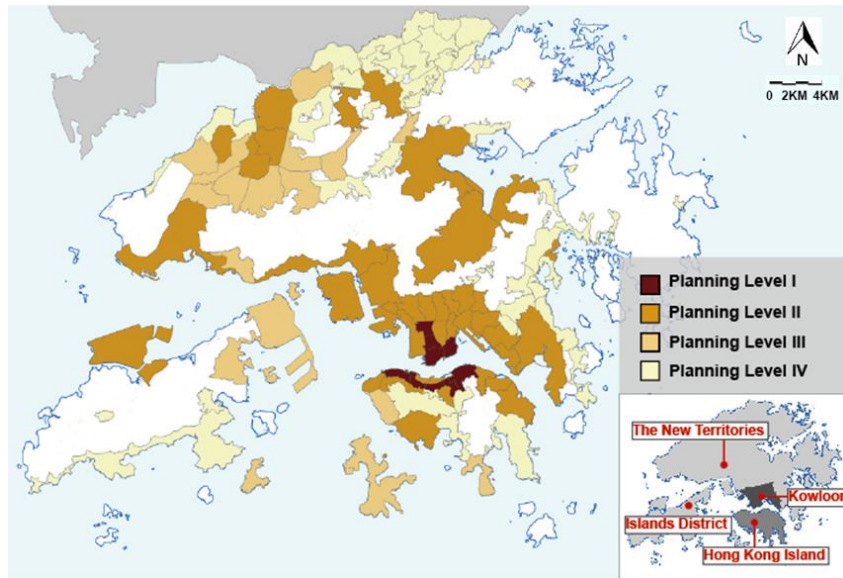 N
0 2KM 4KM
Planning Level I
Planning Level II
Planning Level III
Planning Level IV
The New Territories
Kowloon
Islands District
Hong Kong Island